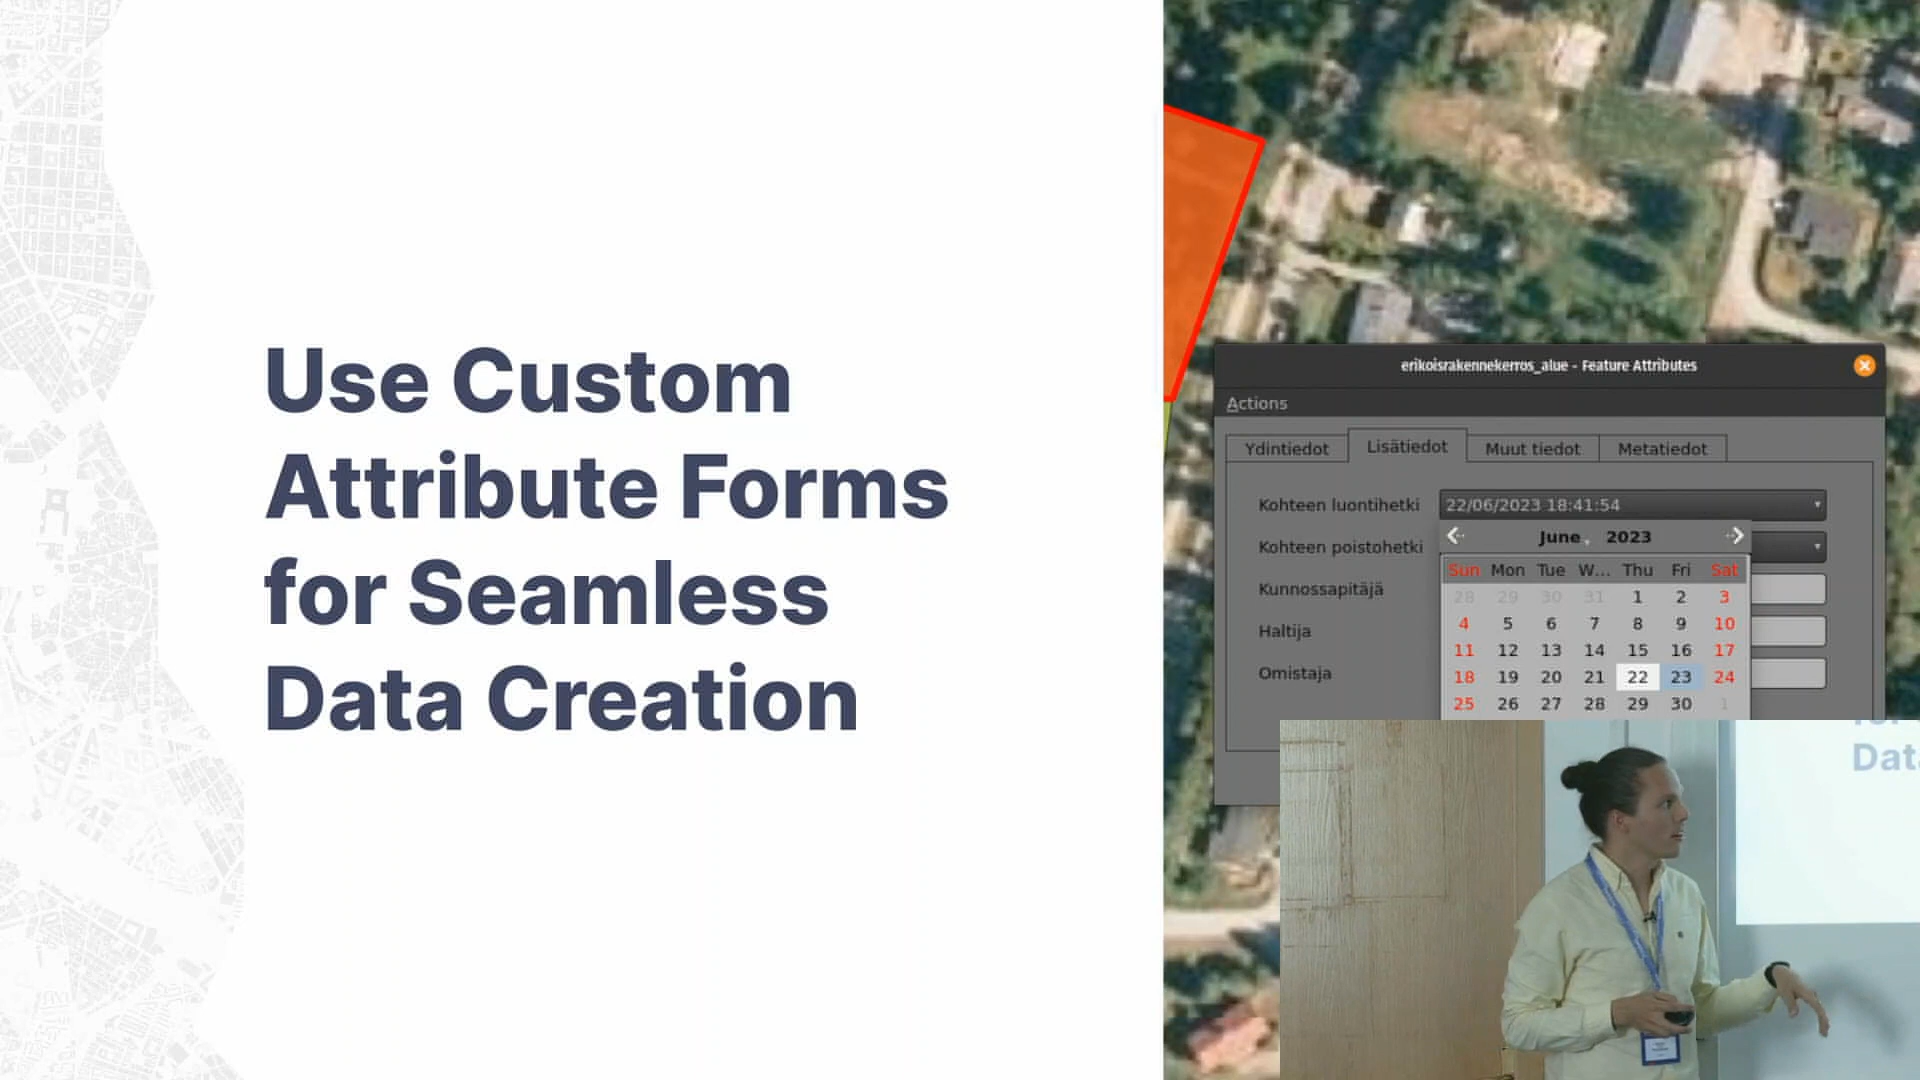 Use Custom
Attribute Forms
for Seamless
Data Creation
erikoisrakennekerros_alue - Feature Attributes
Actions
Ydintiedot Lisätiedot Muut tiedot Metatiedot
Kohteen luontihetki 22/06/2023 18:41:54
Kohteen poistohetki
Kunnossapitäjä
Haltija
Omistaja
June 2023
Sun Mon Tue W... Thu Fri Sat
28 29 30 31 1 2 3
4 5 6 7 8 9 10
11 12 13 14 15 16 17
18 19 20 21 22 23 24
25 26 27 28 29 30 1
Dat